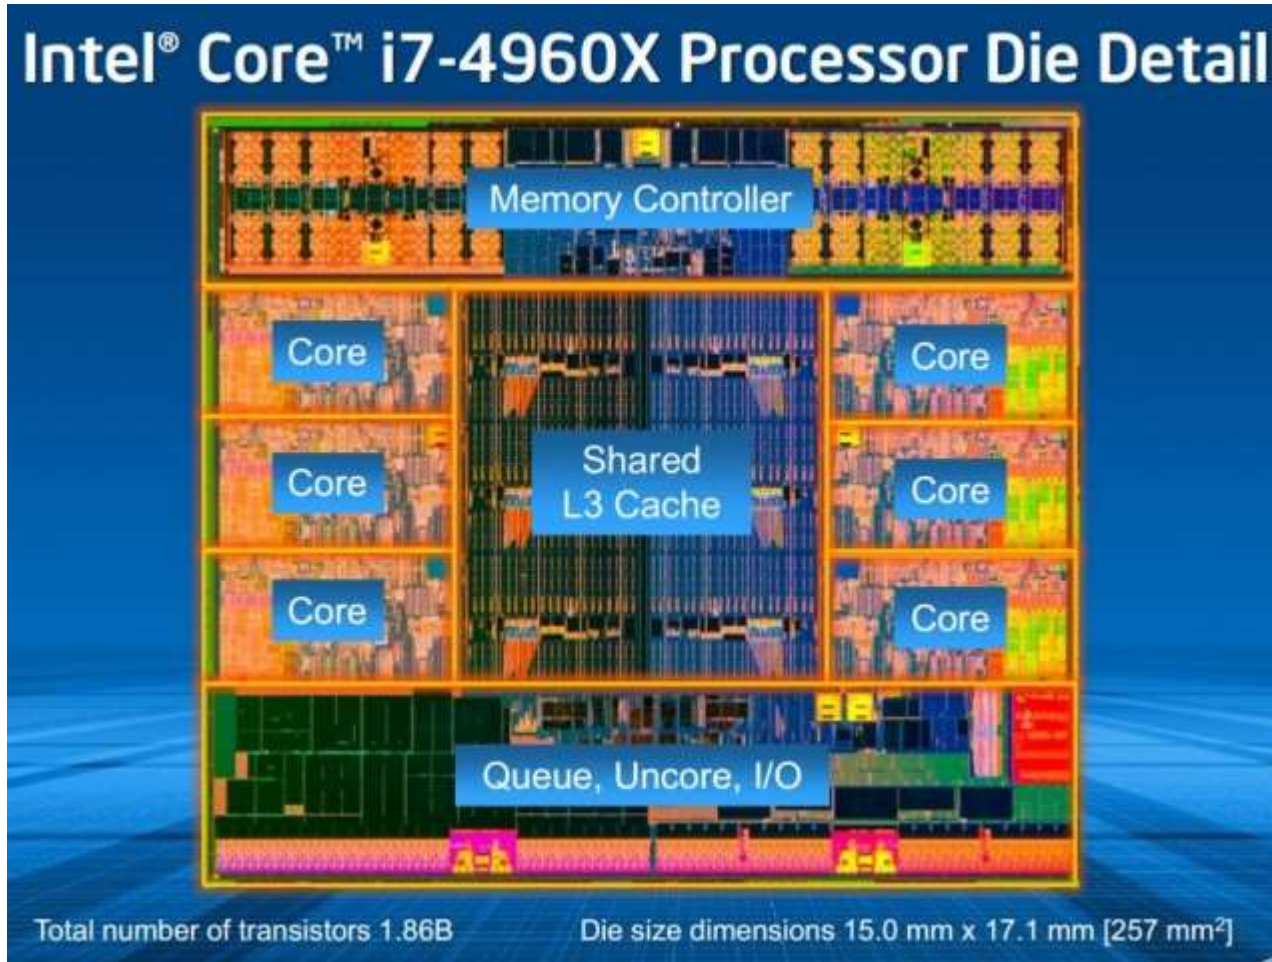 Intel® Core™ i7-4960X Processor Die Detail
Memory Controller
Core
Core
Shared
L3 Cache
Core
Core
Core
Core
Queue, Uncore, I/O
Total number of transistors 1.86B
Die size dimensions 15.0 mm x 17.1 mm [257 mm²]